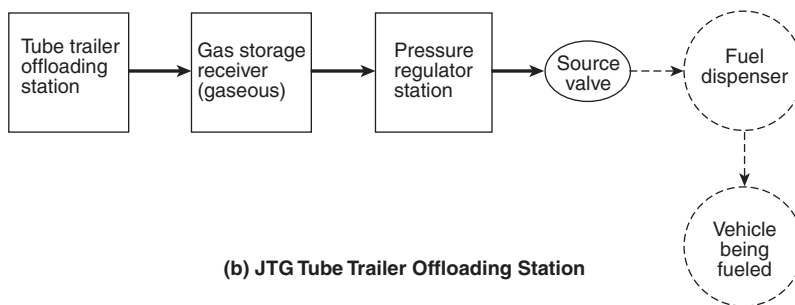 Tube trailer
offloading
station
Gas storage
receiver
(gaseous)
Pressure
regulator
station
Source
valve
Fuel
dispenser
Vehicle
being
fueled
(b) JTG Tube Trailer Offloading Station